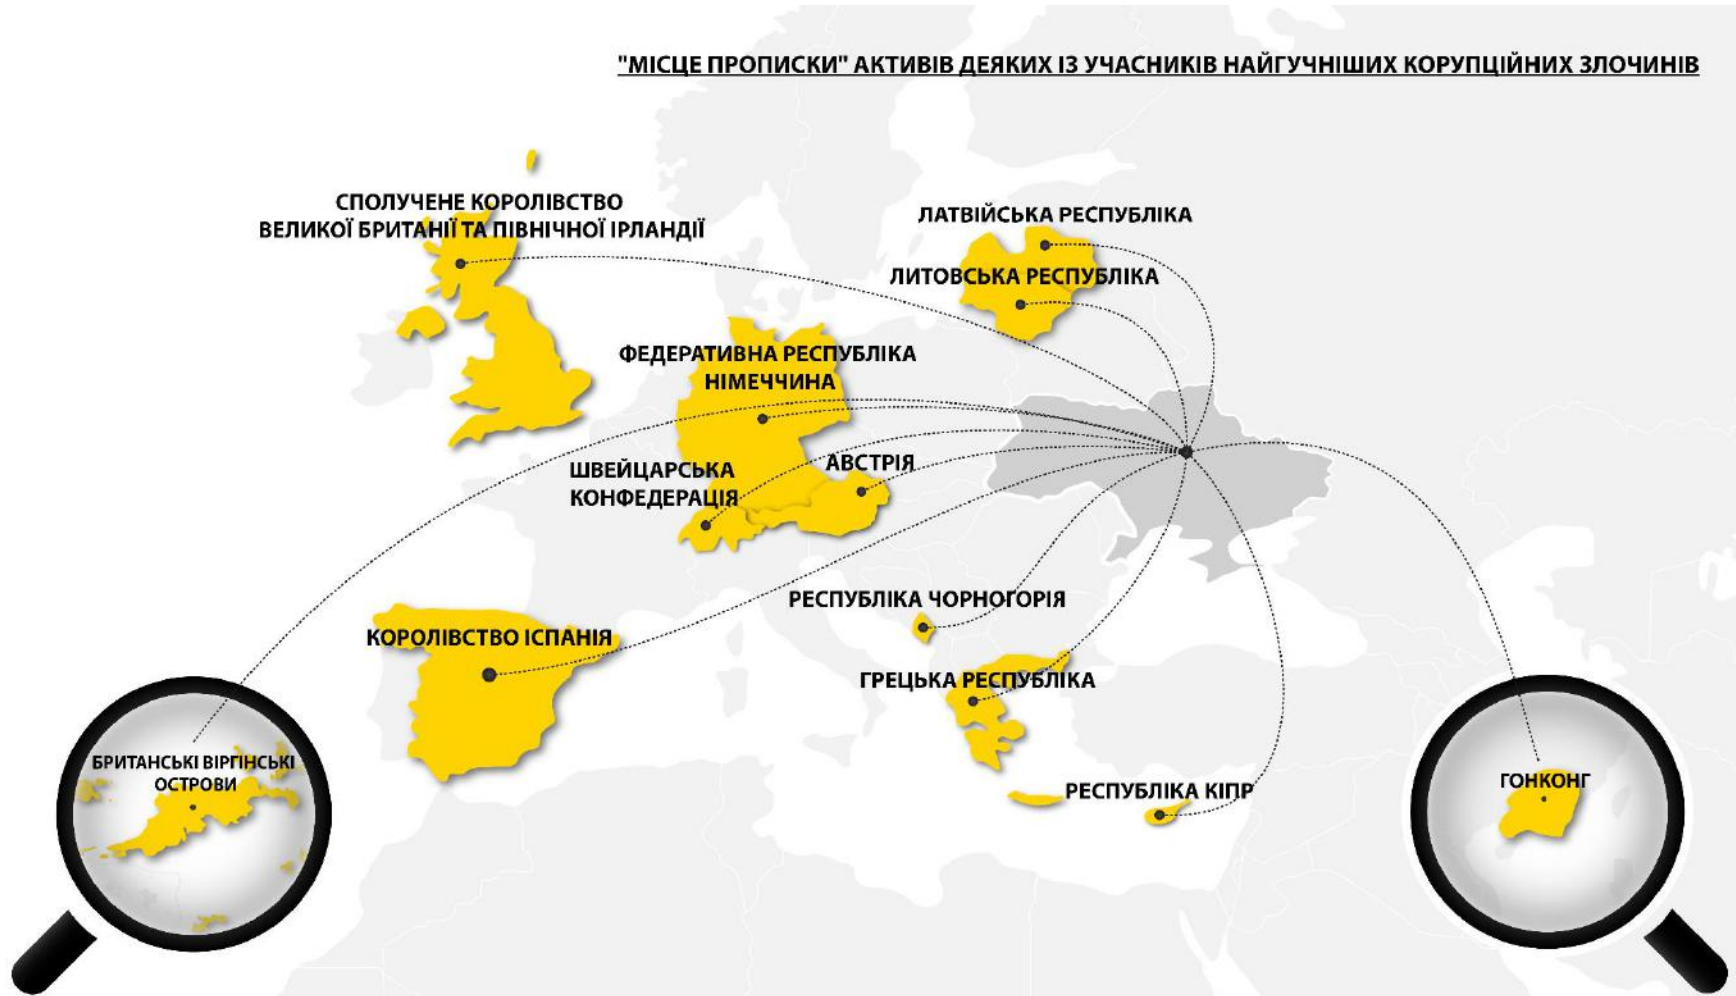 "МІСЦЕ ПРОПИСКИ" АКТИВІВ ДЕЯКИХ ІЗ УЧАСНИКІВ НАЙГУЧНІШИХ КОРУПЦІЙНИХ ЗЛОЧИНІВ
СПОЛУЧЕНЕ КОРОЛІВСТВО
ВЕЛИКОЇ БРИТАНІЇ ТА ПІВНІЧНОЇ ІРЛАНДІЇ
ЛАТВІЙСЬКА РЕСПУБЛІКА
ЛИТОВСЬКА РЕСПУБЛІКА
ФЕДЕРАТИВНА РЕСПУБЛІКА
НІМЕЧЧИНА
АВСТРІЯ
ШВЕЙЦАРСЬКА
КОНФЕДЕРАЦІЯ
РЕСПУБЛІКА ЧОРНОГОРІЯ
КОРОЛІВСТВО ІСПАНІЯ
ГРЕЦЬКА РЕСПУБЛІКА
БРИТАНСЬКІ ВІРГІНСЬКІ
ОСТРОВИ
РЕСПУБЛІКА КІПР
ГОНКОНГ